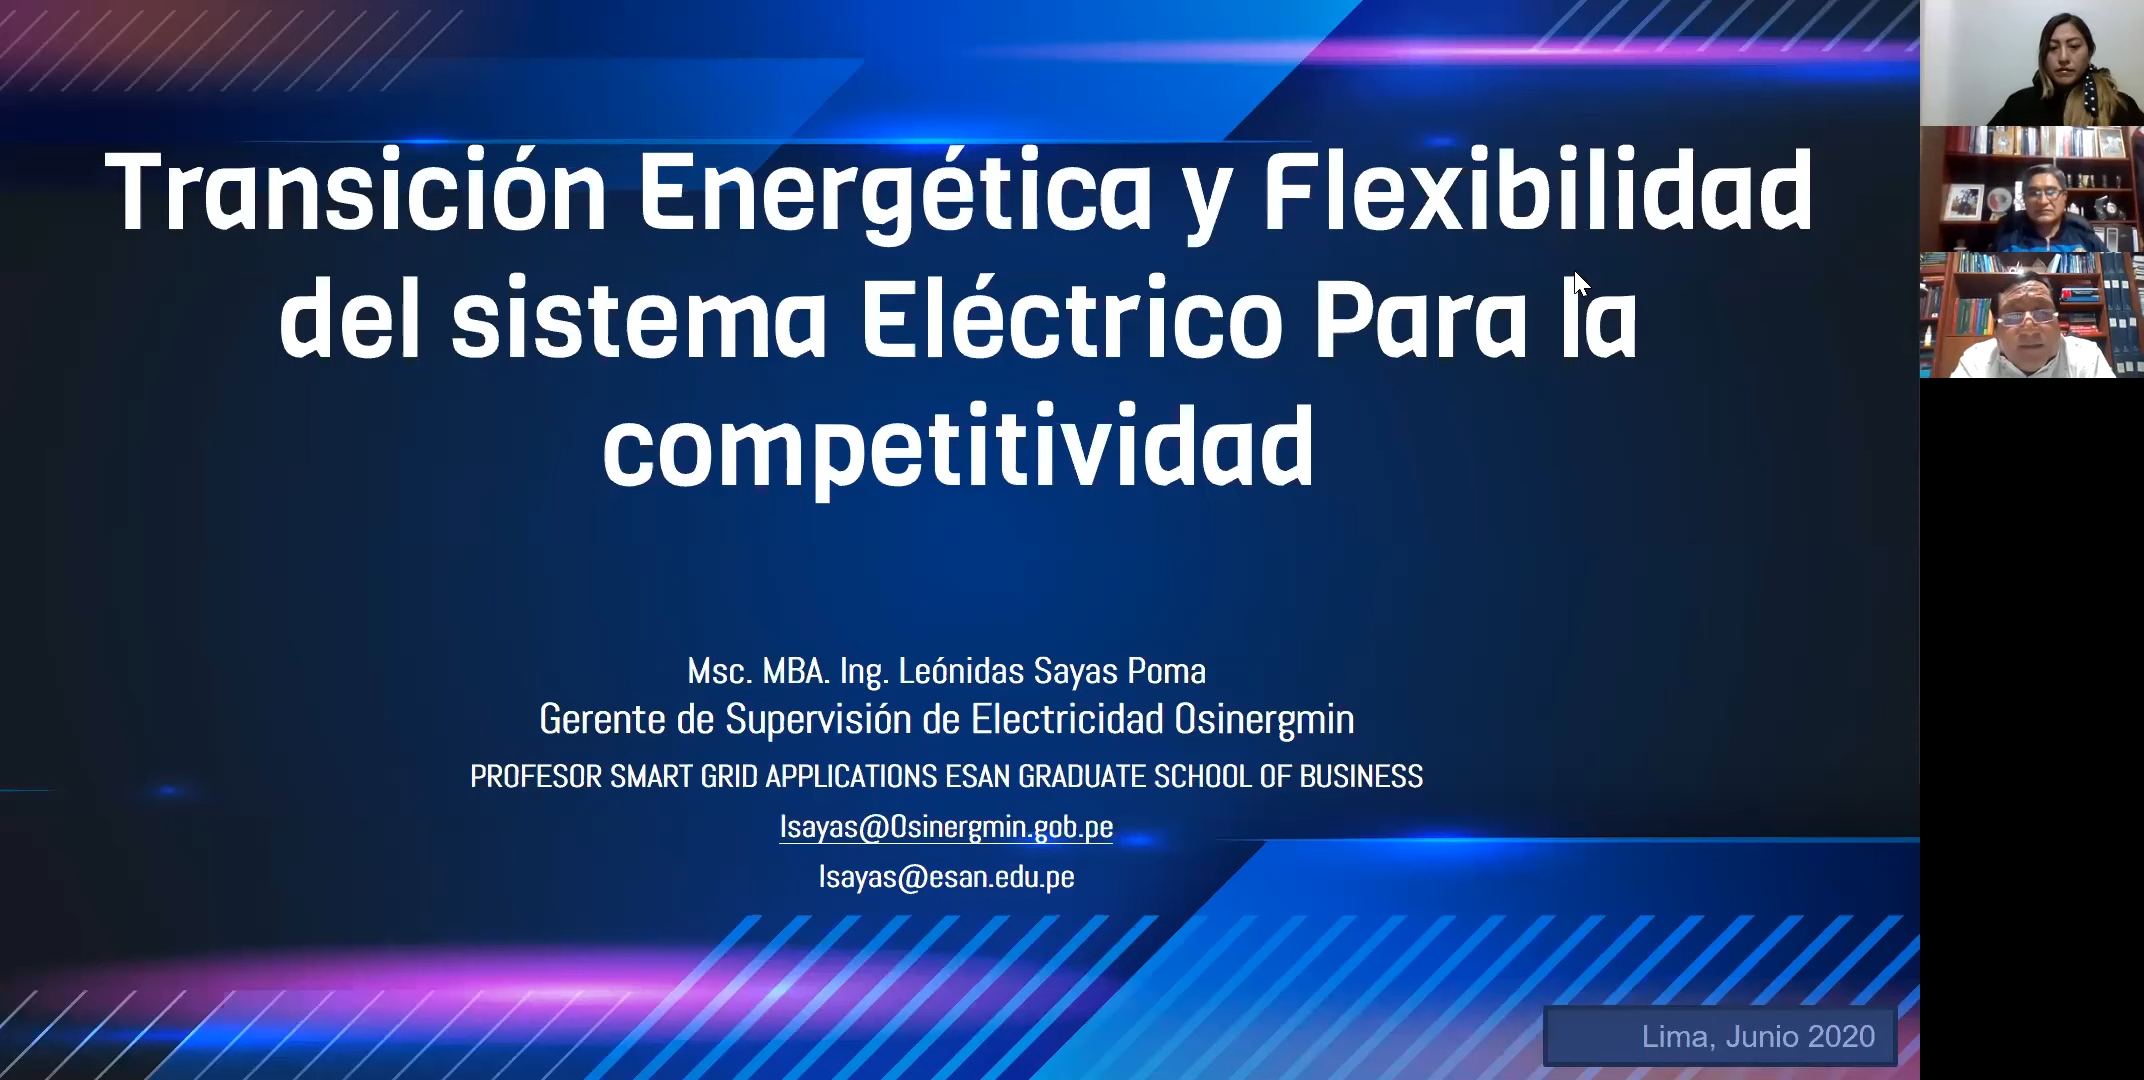 Transición Energética y Flexibilidad
del sistema Eléctrico Para la
competitividad
Msc. MBA. Ing. Leónidas Sayas Poma
Gerente de Supervisión de Electricidad Osinergmin
PROFESOR SMART GRID APPLICATIONS ESAN GRADUATE SCHOOL OF BUSINESS
lsayas@Osinergmin.gob.pe
lsayas@esan.edu.pe
Lima, Junio 2020